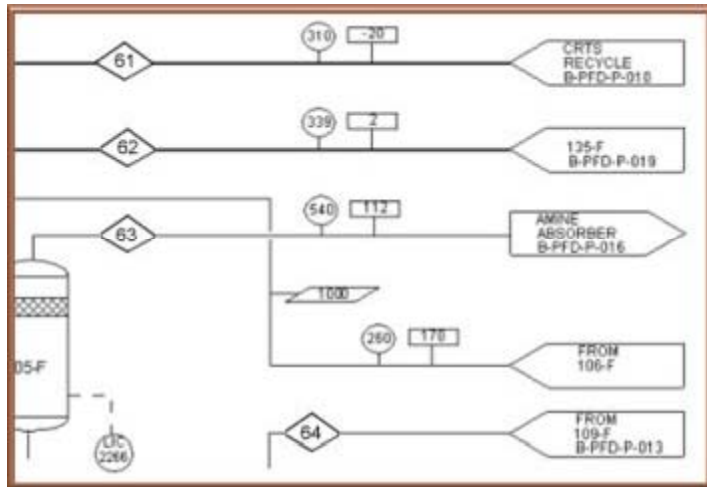 61
310
-20
CRTS
RECYCLE
B-PFD-P-010
62
339
2
135-F
B-PFD-P-019
63
540
112
AMINE
ABSORBER
B-PFD-P-016
1000
260
170
FROM
106-F
05-F
LIC
2266
64
FROM
109-F
B-PFD-P-013